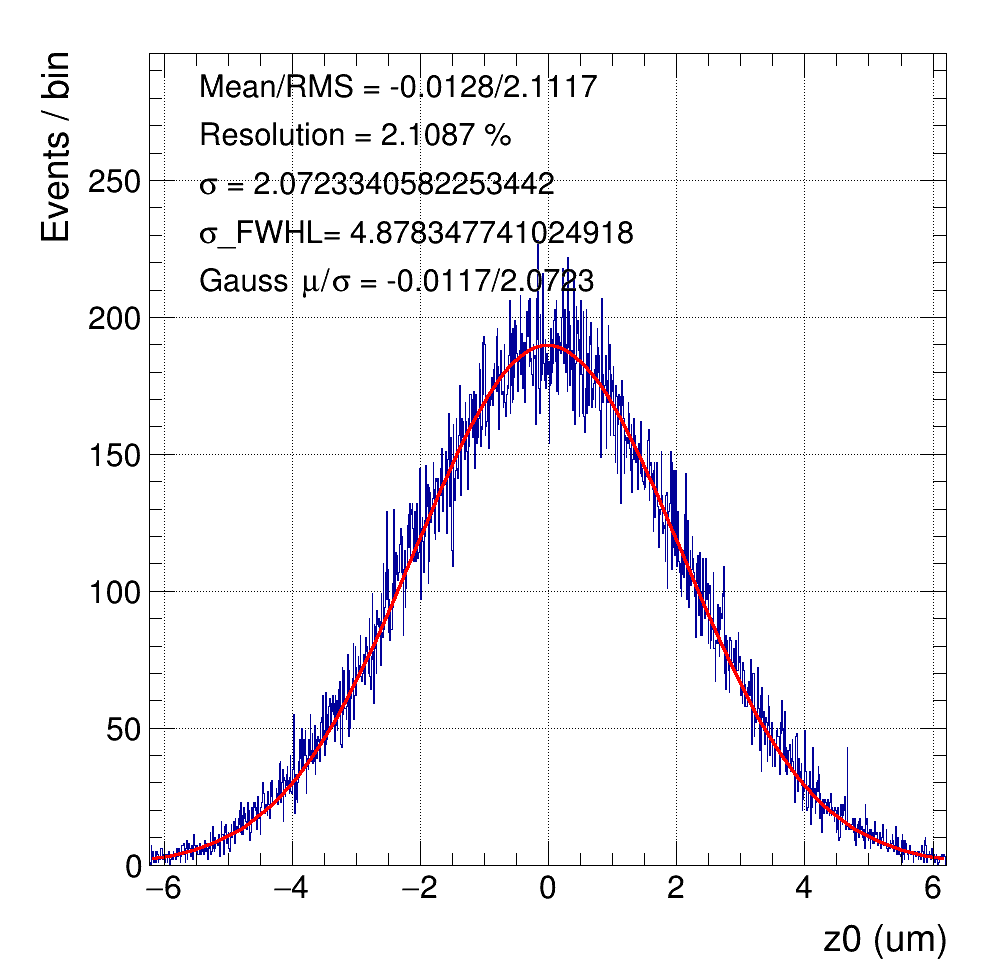 Events / bin
Mean/RMS = -0.0128/2.1117
Resolution = 2.1087 %
σ = 2.0723340582253442
σ_FWHL= 4.878347741024918
Gauss μ/σ = -0.0117/2.0723
250
200
150
100
50
0
−6 −4 −2 0 2 4 6
z0 (um)